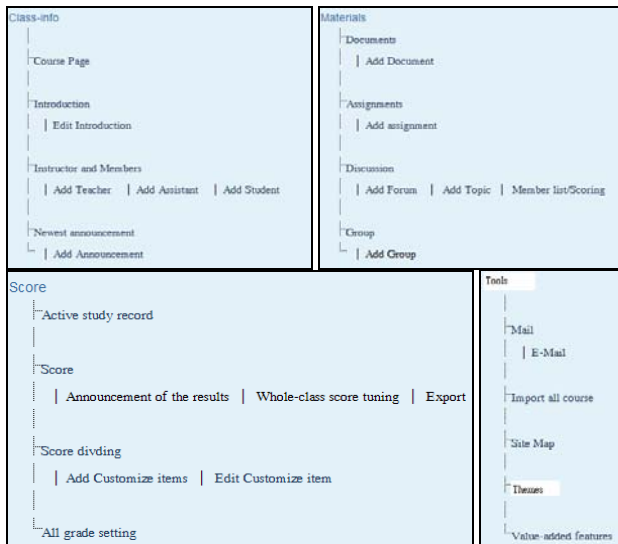 Class-info
Course Page
Introduction
| Edit Introduction
Instructor and Members
| Add Teacher | Add Assistant | Add Student
Newest announcement
| Add Announcement
Materials
Documents
| Add Document
Assignments
| Add assignment
Discussion
| Add Forum | Add Topic | Member list/Scoring
Group
| Add Group
Score
Active study record
Score
| Announcement of the results | Whole-class score tuning | Export
Score divding
| Add Customize items | Edit Customize item
All grade setting
Tools
Mail
| E-Mail
Import all course
Site Map
Themes
Value-added features